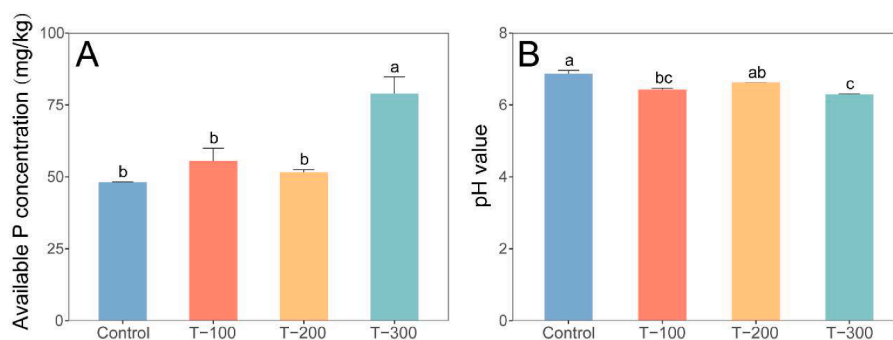 A
Available P concentration (mg/kg)
100
75
50
25
0
b
b
b
a
Control T−100 T−200 T−300
B
pH value
8
6
4
2
0
a
bc
ab
c
Control T−100 T−200 T−300